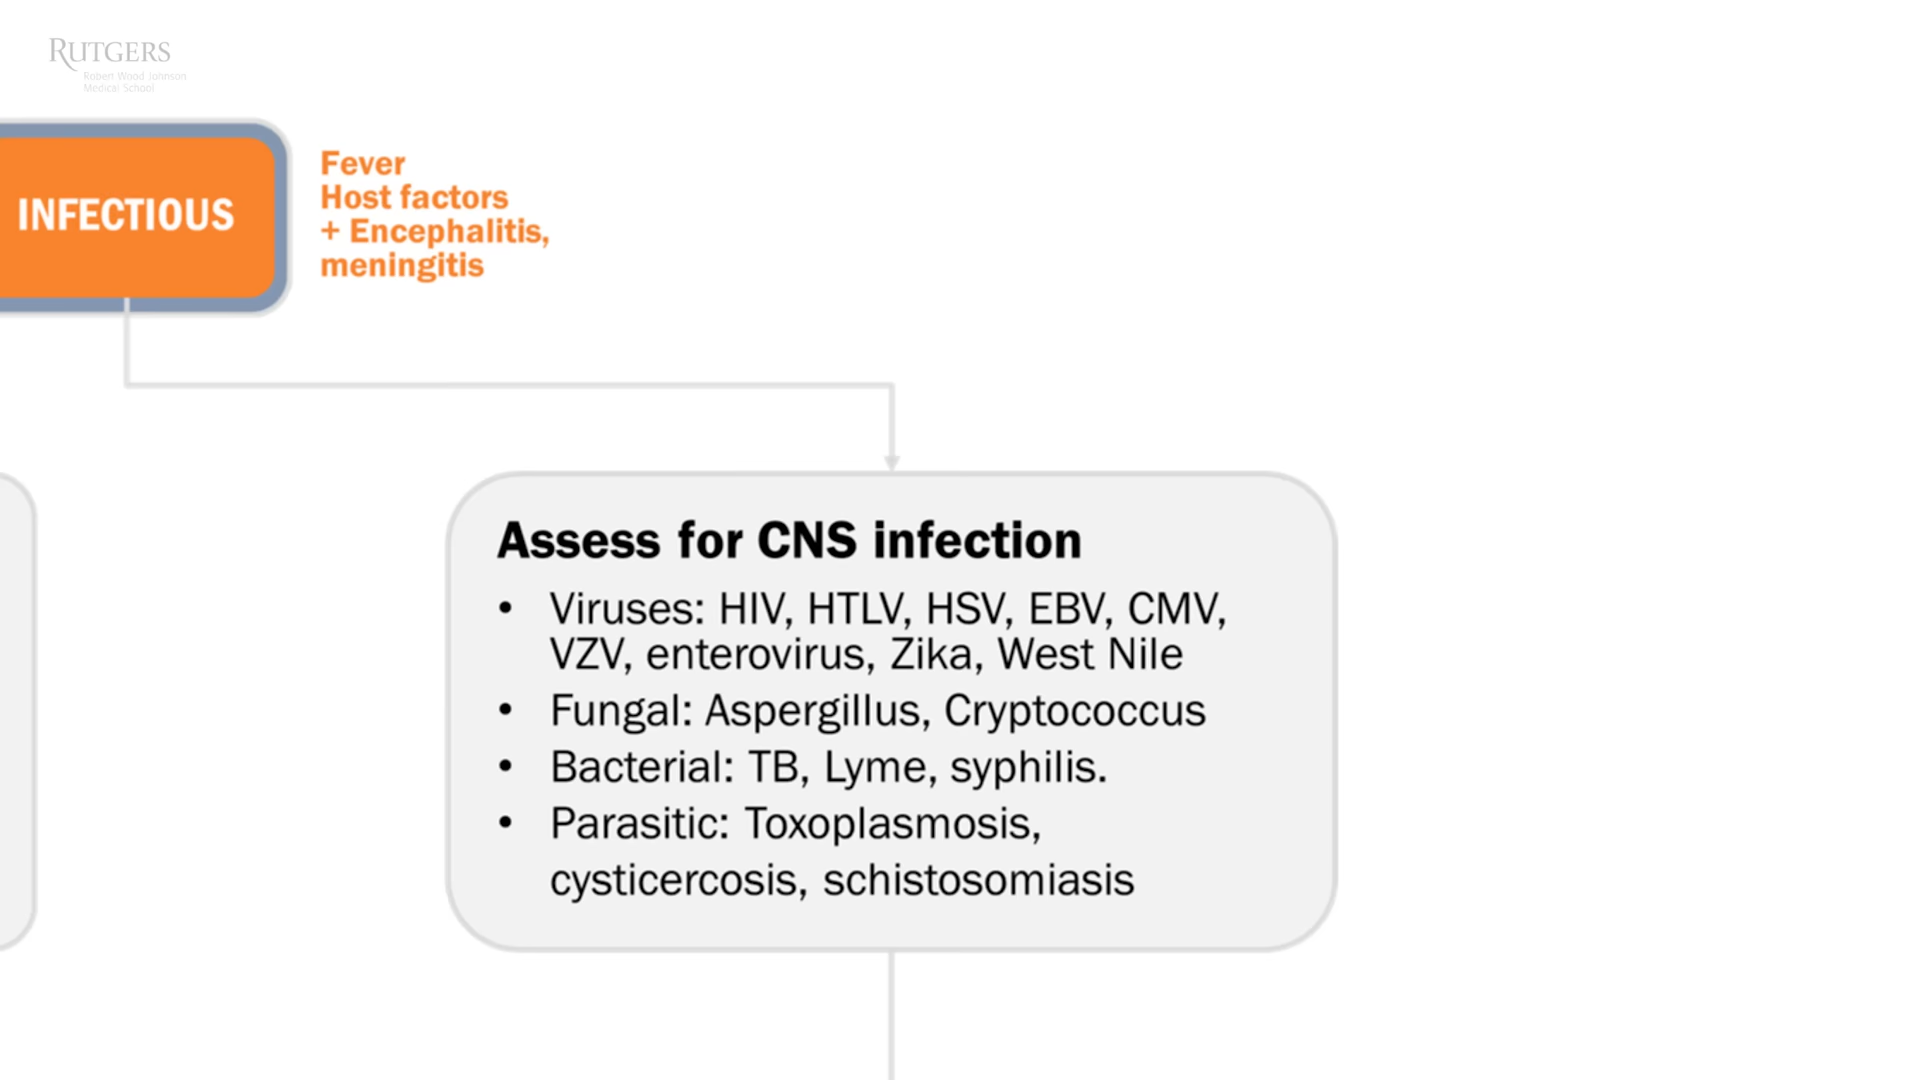 RUTGERS
Robert Wood Johnson
Medical School
INFECTIOUS
Fever
Host factors
+ Encephalitis,
meningitis
Assess for CNS infection
• Viruses: HIV, HTLV, HSV, EBV, CMV,
VZV, enterovirus, Zika, West Nile
• Fungal: Aspergillus, Cryptococcus
• Bacterial: TB, Lyme, syphilis.
• Parasitic: Toxoplasmosis,
cysticercosis, schistosomiasis